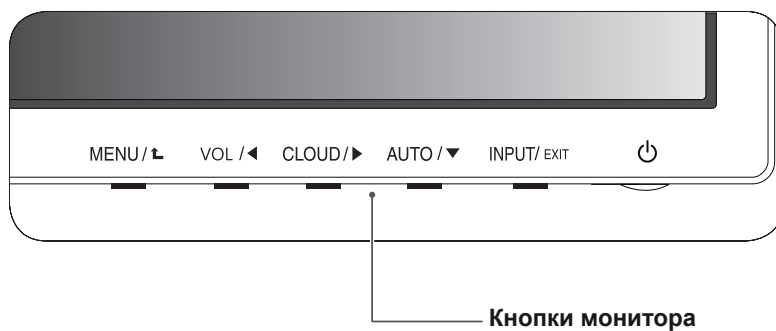 MENU / ⮤ VOL / ◀ CLOUD / ▶ AUTO / ▼ INPUT/ EXIT
Кнопки монитора